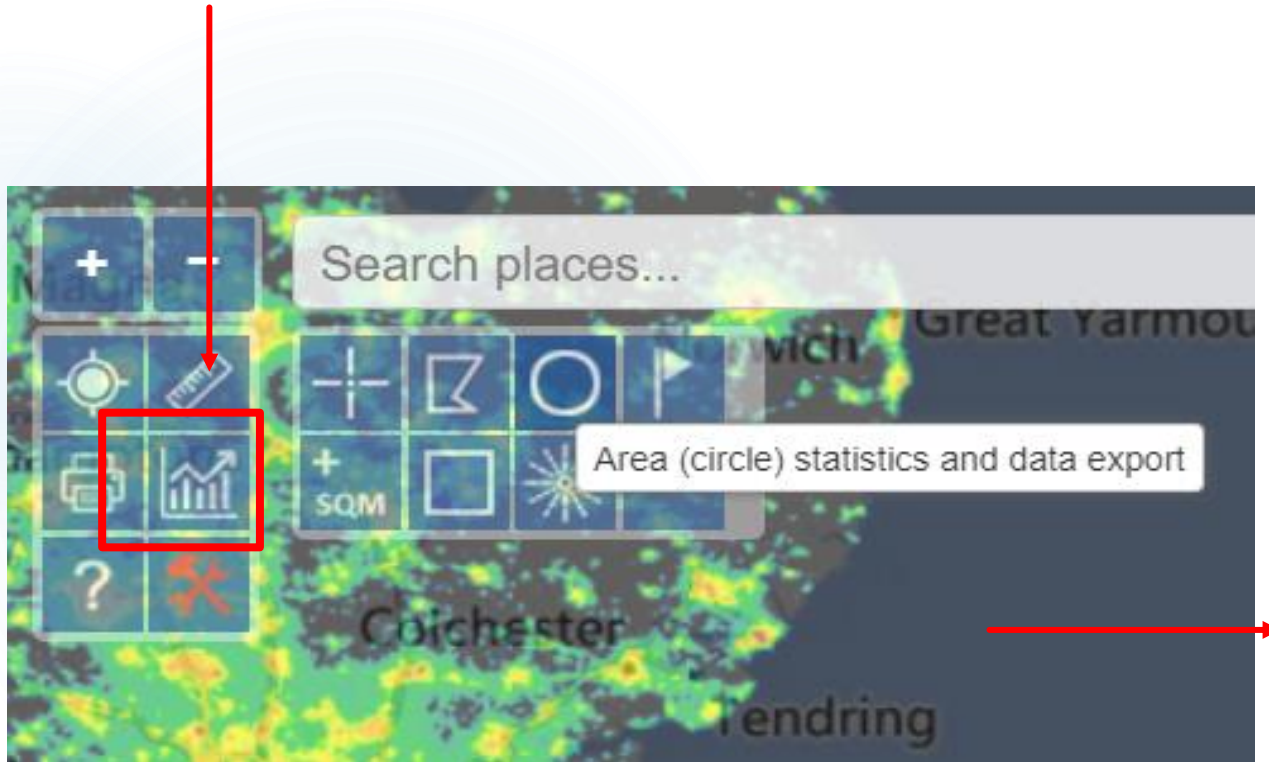 + −
Search places...
Great Yarmou
wich
Area (circle) statistics and data export
+
SQM
?
Colchester
Tendring